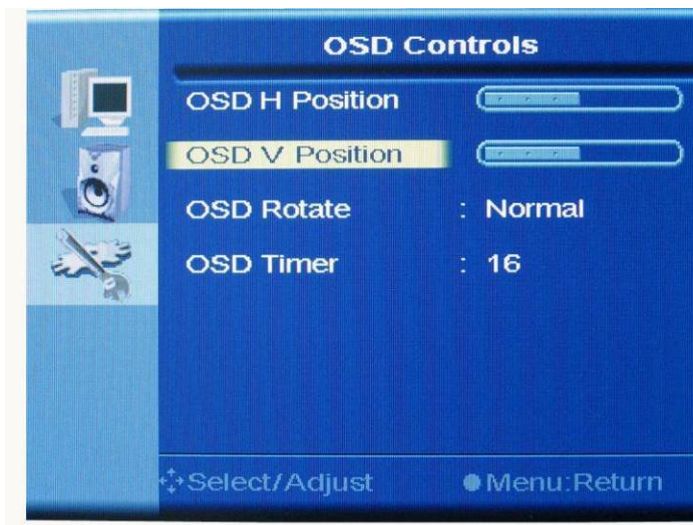 OSD Controls
OSD H Position
OSD V Position
OSD Rotate : Normal
OSD Timer : 16
Select/Adjust Menu:Return